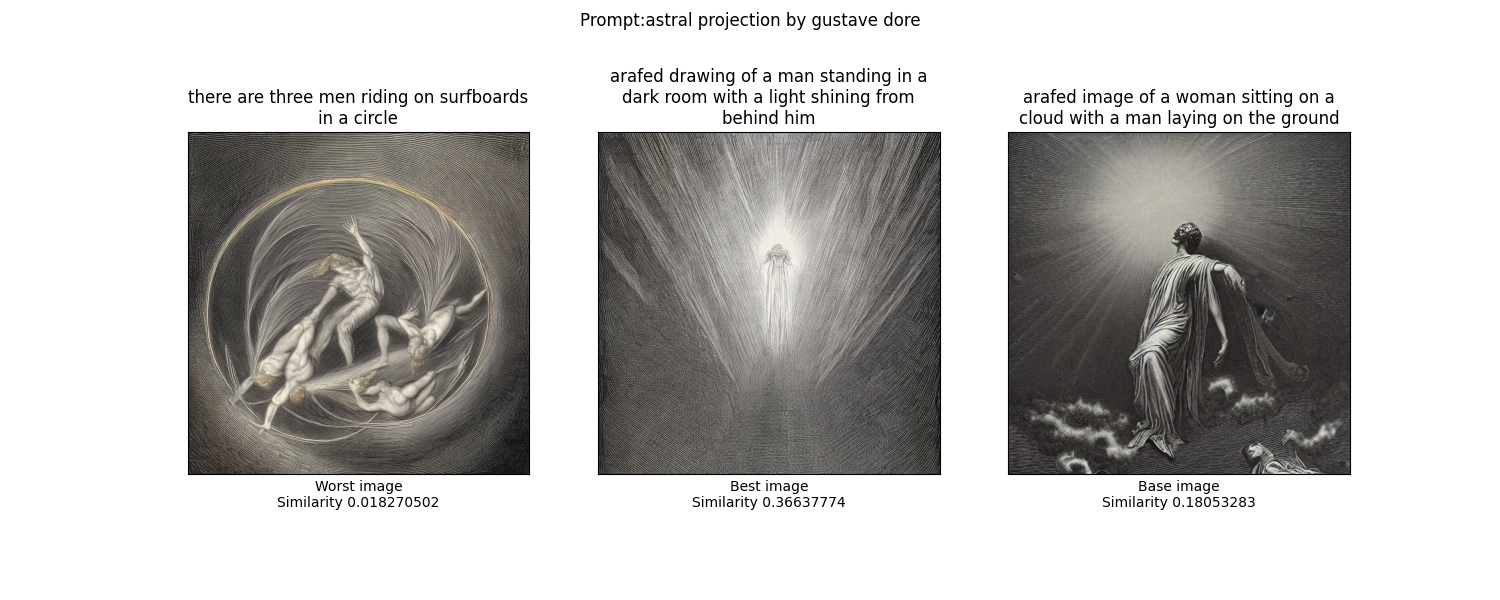 Prompt:astral projection by gustave dore
there are three men riding on surfboards
in a circle
arafed drawing of a man standing in a
dark room with a light shining from
behind him
arafed image of a woman sitting on a
cloud with a man laying on the ground
Worst image
Similarity 0.018270502
Best image
Similarity 0.36637774
Base image
Similarity 0.18053283